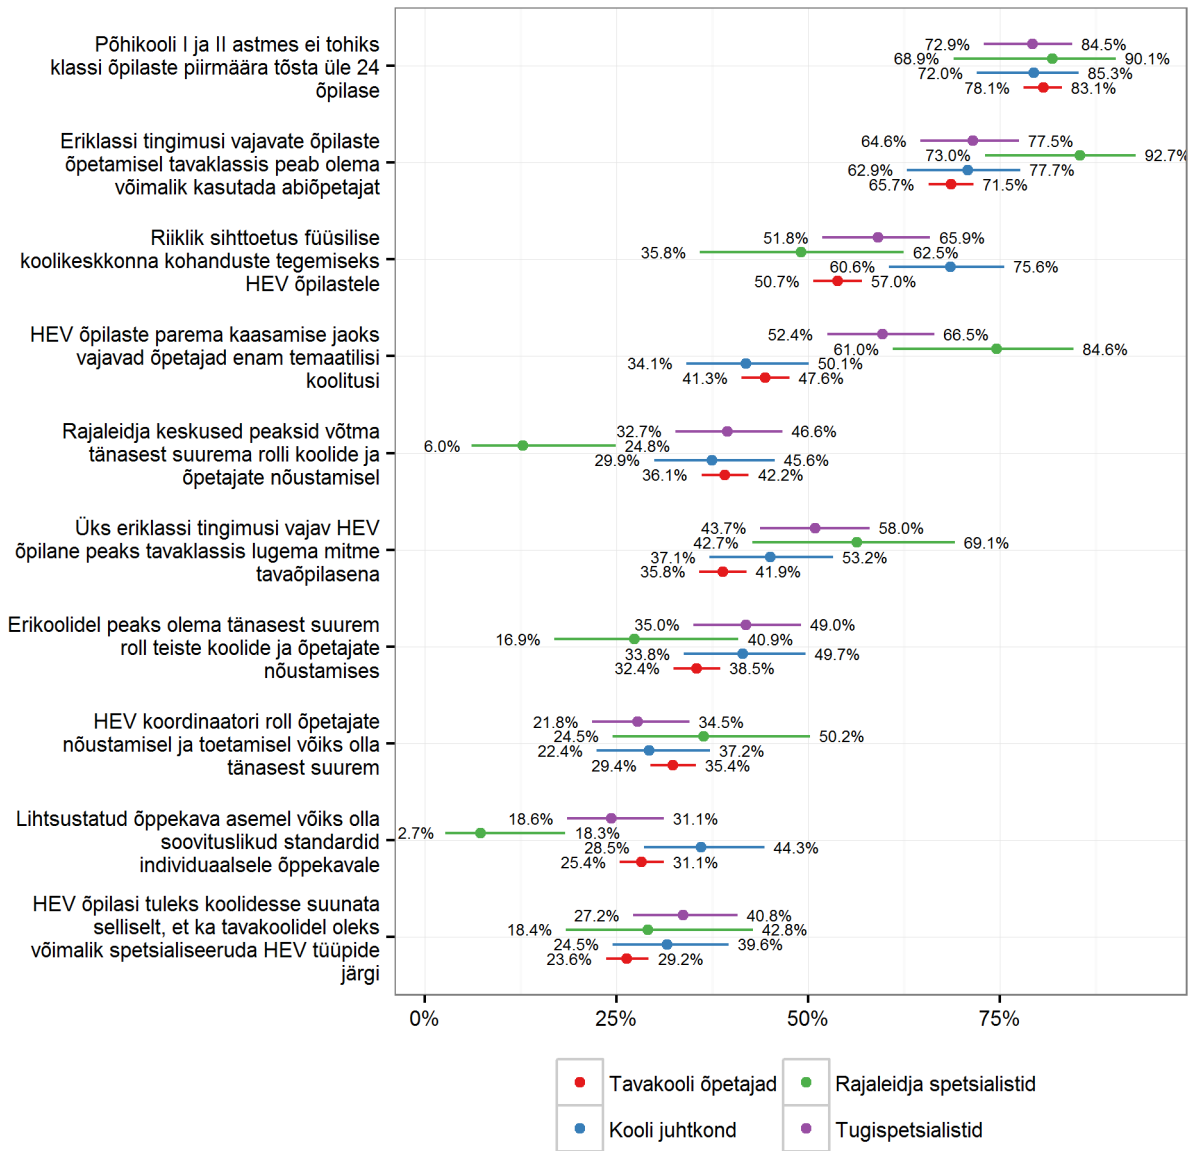 Põhikooli I ja II astmes ei tohiks
klassi õpilaste piirmäära tõsta üle 24
õpilase
72.9% 84.5%
68.9% 90.1%
72.0% 85.3%
78.1% 83.1%
Eriklassi tingimusi vajavate õpilaste
õpetamisel tavaklassis peab olema
võimalik kasutada abiõpetajat
64.6% 77.5%
73.0% 92.7%
62.9% 77.7%
65.7% 71.5%
Riiklik sihttoetus füüsilise
koolikeskkonna kohanduste tegemiseks
HEV õpilastele
51.8% 65.9%
35.8% 62.5%
60.6% 75.6%
50.7% 57.0%
HEV õpilaste parema kaasamise jaoks
vajavad õpetajad enam temaatilisi
koolitusi
52.4% 66.5%
61.0% 84.6%
34.1% 50.1%
41.3% 47.6%
Rajaleidja keskused peaksid võtma
tänasest suurema rolli koolide ja
õpetajate nõustamisel
32.7% 46.6%
6.0% 24.8%
29.9% 45.6%
36.1% 42.2%
Üks eriklassi tingimusi vajav HEV
õpilane peaks tavaklassis lugema mitme
tavaõpilasena
43.7% 58.0%
42.7% 69.1%
37.1% 53.2%
35.8% 41.9%
Erikoolidel peaks olema tänasest suurem
roll teiste koolide ja õpetajate
nõustamises
35.0% 49.0%
16.9% 40.9%
33.8% 49.7%
32.4% 38.5%
HEV koordinaatori roll õpetajate
nõustamisel ja toetamisel võiks olla
tänasest suurem
21.8% 34.5%
24.5% 50.2%
22.4% 37.2%
29.4% 35.4%
Lihtsustatud õppekava asemel võiks olla
soovituslikud standardid
individuaalsele õppekavale
18.6% 31.1%
2.7% 18.3%
28.5% 44.3%
25.4% 31.1%
HEV õpilasi tuleks koolidesse suunata
selliselt, et ka tavakoolidel oleks
võimalik spetsialiseeruda HEV tüüpide
järgi
27.2% 40.8%
18.4% 42.8%
24.5% 39.6%
23.6% 29.2%
0% 25% 50% 75%
Tavakooli õpetajad Rajaleidja spetsialistid
Kooli juhtkond Tugispetsialistid